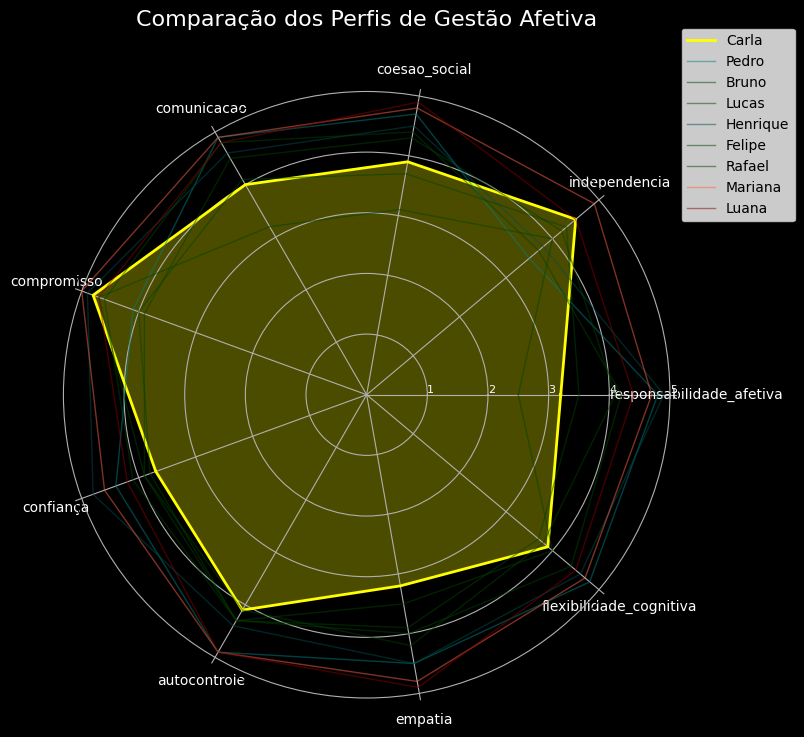 Comparação dos Perfis de Gestão Afetiva
Carla
Pedro
Bruno
Lucas
Henrique
Felipe
Rafael
Mariana
Luana
coesao_social
comunicacao
independencia
compromisso
1
2
3
4
5
responsabilidade_afetiva
confiança
flexibilidade_cognitiva
autocontrole
empatia